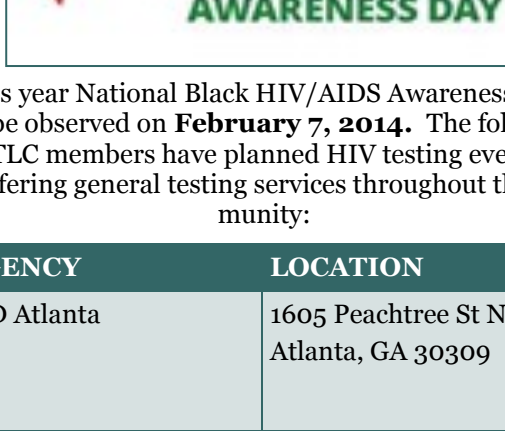 AWARENESS DAY
s year National Black HIV/AIDS Awareness
be observed on February 7, 2014. The fol
TLC members have planned HIV testing eve
fering general testing services throughout th
munity:
ENCY LOCATION
D Atlanta 1605 Peachtree St N
Atlanta, GA 30309